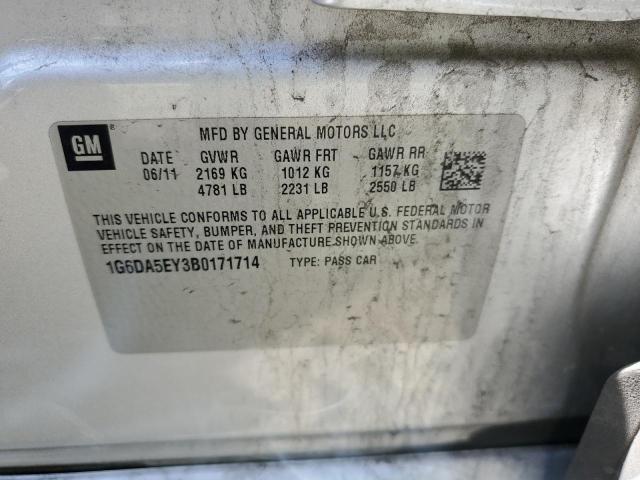 GM
®
MFD BY GENERAL MOTORS LLC
DATE GVWR GAWR FRT GAWR RR
06/11 2169 KG 1012 KG 1157 KG
4781 LB 2231 LB 2550 LB
THIS VEHICLE CONFORMS TO ALL APPLICABLE U.S. FEDERAL MOTOR
VEHICLE SAFETY, BUMPER, AND THEFT PREVENTION STANDARDS IN
EFFECT ON THE DATE OF MANUFACTURE SHOWN ABOVE.
1G6DA5EY3B0171714 TYPE: PASS CAR